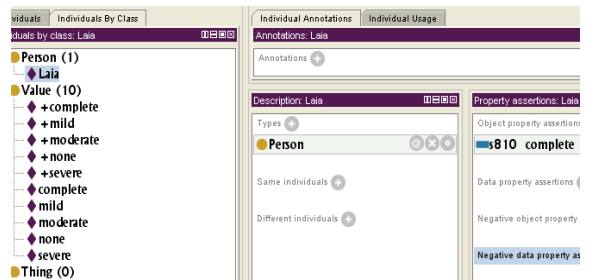 viduals
Individuals By Class
iduals by class: Laia
Person (1)
Laia
Value (10)
+complete
+mild
+moderate
+none
+severe
complete
mild
moderate
none
severe
Thing (0)
Individual Annotations
Individual Usage
Annotations: Laia
Annotations
Description: Laia
Types
Person
Same individuals
Different individuals
Property assertions: Laia
Object property assertions
s810 complete
Data property assertions
Negative object property
Negative data property as